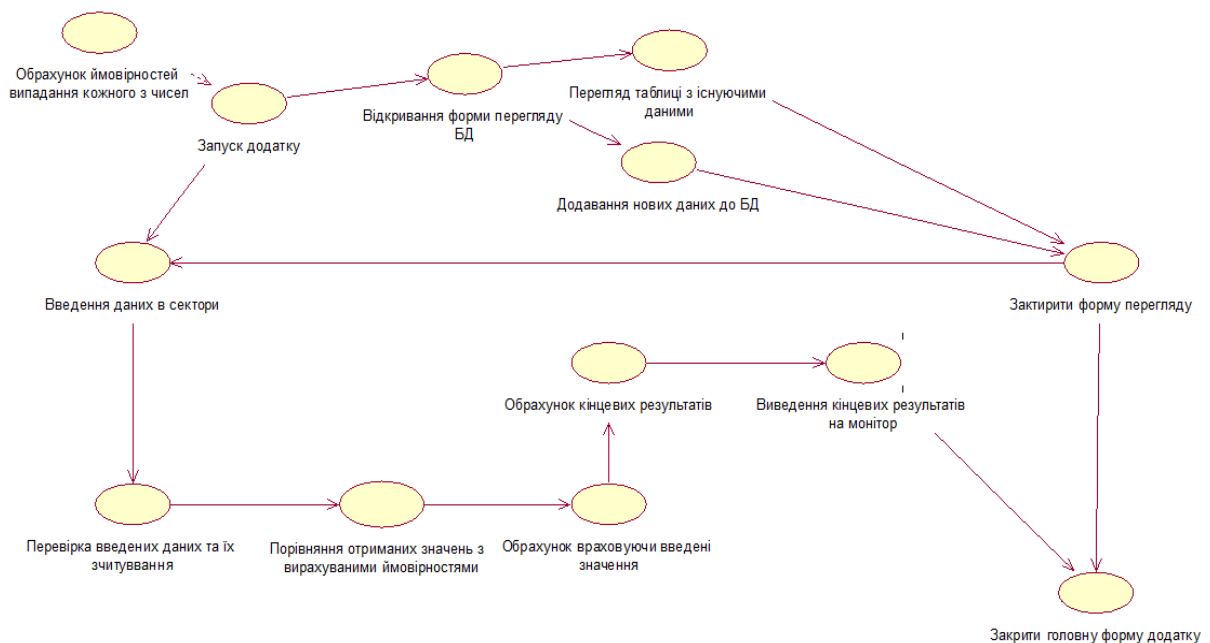 Обрахунок ймовірностей
випадання кожного з чисел
Запуск додатку
Відкривання форми перегляду
БД
Перегляд таблиці з існуючими
даними
Додавання нових даних до БД
Введення даних в сектори
Зактирити форму перегляду
Обрахунок кінцевих результатів
Виведення кінцевих результатів
на монітор
Перевірка введених даних та їх
зчитуввання
Порівняння отриманих значень з
вирахуваними ймовірностями
Обрахунок враховуючи введені
значення
Закрити головну форму додатку